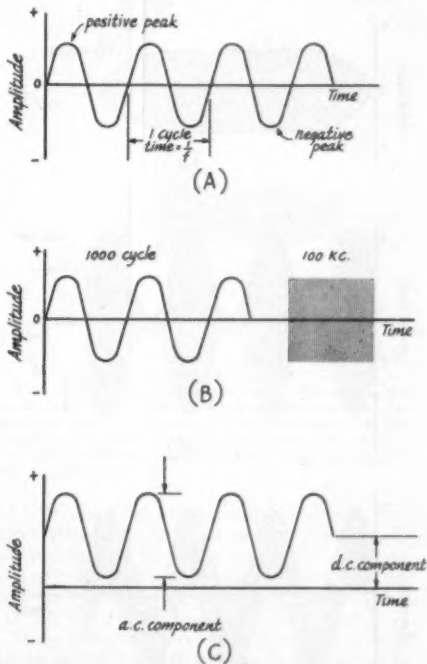 +
positive peak
Amplitude
0
Time
1 cycle
time = 1/f
negative
peak
-
(A)
+
1000 cycle
100 KC.
Amplitude
0
Time
-
(B)
+
Amplitude
d.c. component
Time
a.c. component
-
(C)